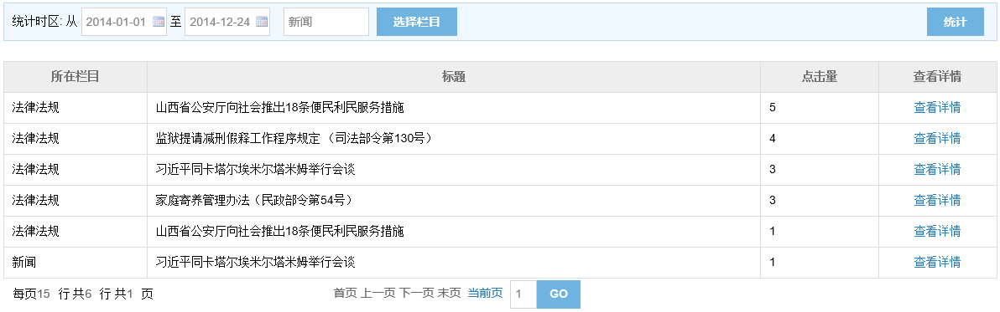 统计时区: 从 2014-01-01 至 2014-12-24 新闻 选择栏目 统计
所在栏目 标题 点击量 查看详情
法律法规 山西省公安厅向社会推出18条便民利民服务措施 5 查看详情
法律法规 监狱提请减刑假释工作程序规定 （司法部令第130号） 4 查看详情
法律法规 习近平同卡塔尔埃米尔塔米姆举行会谈 3 查看详情
法律法规 家庭寄养管理办法（民政部令第54号） 3 查看详情
法律法规 山西省公安厅向社会推出18条便民利民服务措施 1 查看详情
新闻 习近平同卡塔尔埃米尔塔米姆举行会谈 1 查看详情
每页15 行 共6 行 共1 页 首页 上一页 下一页 末页 当前页 1 GO